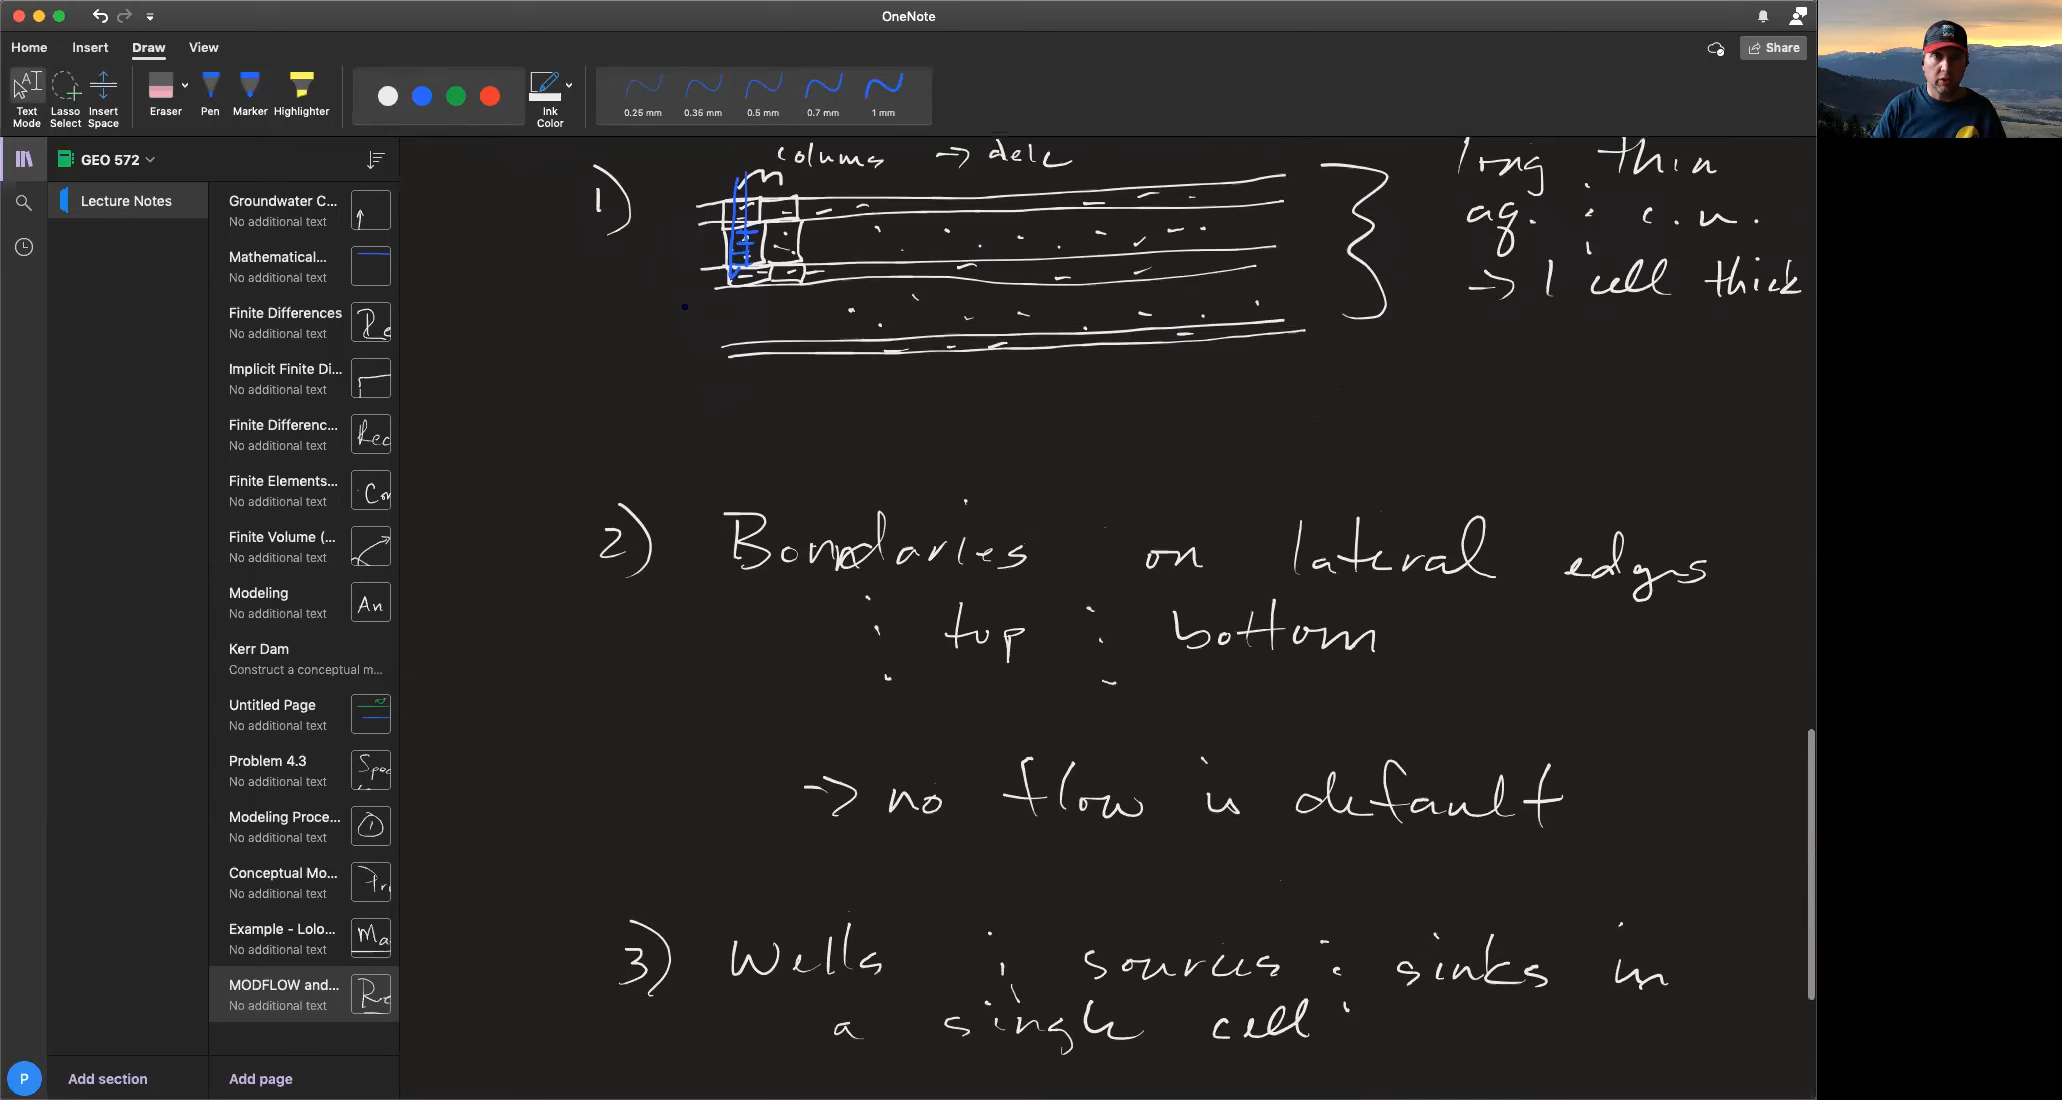 OneNote
Home Insert Draw View
Share
Text Mode
Lasso Select
Insert Space
Eraser
Pen
Marker
Highlighter
Ink Color
0.25 mm 0.35 mm 0.5 mm 0.7 mm 1 mm
GEO 572
Lecture Notes
Groundwater C...
No additional text
Mathematical...
No additional text
Finite Differences
No additional text
Implicit Finite Di...
No additional text
Finite Differenc...
No additional text
Finite Elements...
No additional text
Finite Volume (...
No additional text
Modeling
No additional text
Kerr Dam
Construct a conceptual m...
Untitled Page
No additional text
Problem 4.3
No additional text
Modeling Proce...
No additional text
Conceptual Mo...
No additional text
Example - Lolo...
No additional text
MODFLOW and...
No additional text
P
Add section
Add page
colums → delc
1)
long thin
aq. : c.u.
→ 1 cell thick
2) Bondaries on lateral edges
: top : bottom
→ no flow is default
3) Wells : sources : sinks in
a single cell